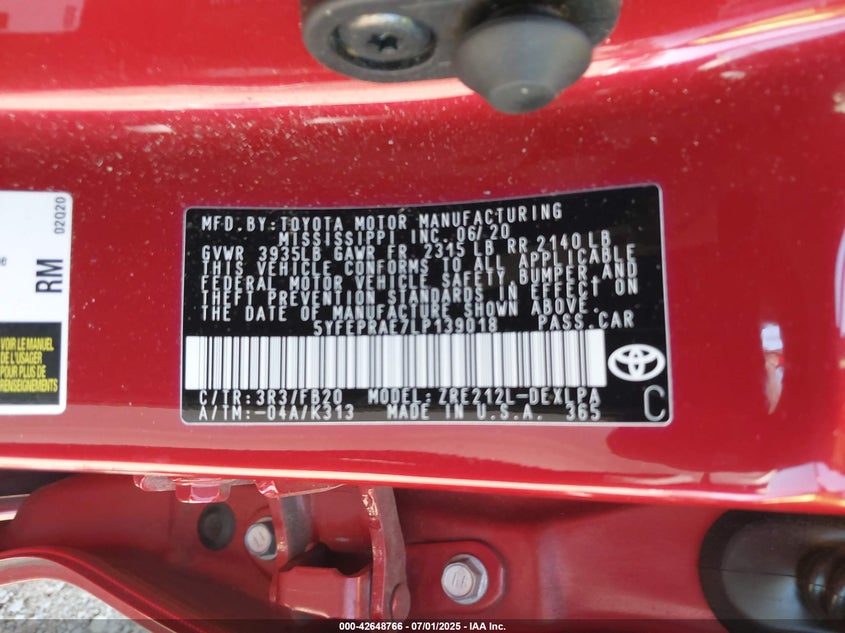 MFD.BY:TOYOTA MOTOR MANUFACTURING
MISSISSIPPI INC. 06/20
GVWR 3935LB GAWR FR 2315 LB RR 2140 LB
THIS VEHICLE CONFORMS TO ALL APPLICABLE
FEDERAL MOTOR VEHICLE SAFETY BUMPER AND
THEFT PREVENTION STANDARDS IN EFFECT ON
THE DATE OF MANUFACTURE SHOWN ABOVE.
5YFEPRAE7LP139018 PASS.CAR
C/TR:3R3/FB20 MODEL:ZRE212L-DEXLPA
A/TM:-04A/K313 MADE IN U.S.A. 365
C
02Q20
RM
VOIR LE MANUEL
DE L'USAGER
POUR PLUS DE
RENSEIGNEMENTS
000-42648766 / 07/01/2025 - IAA Inc.